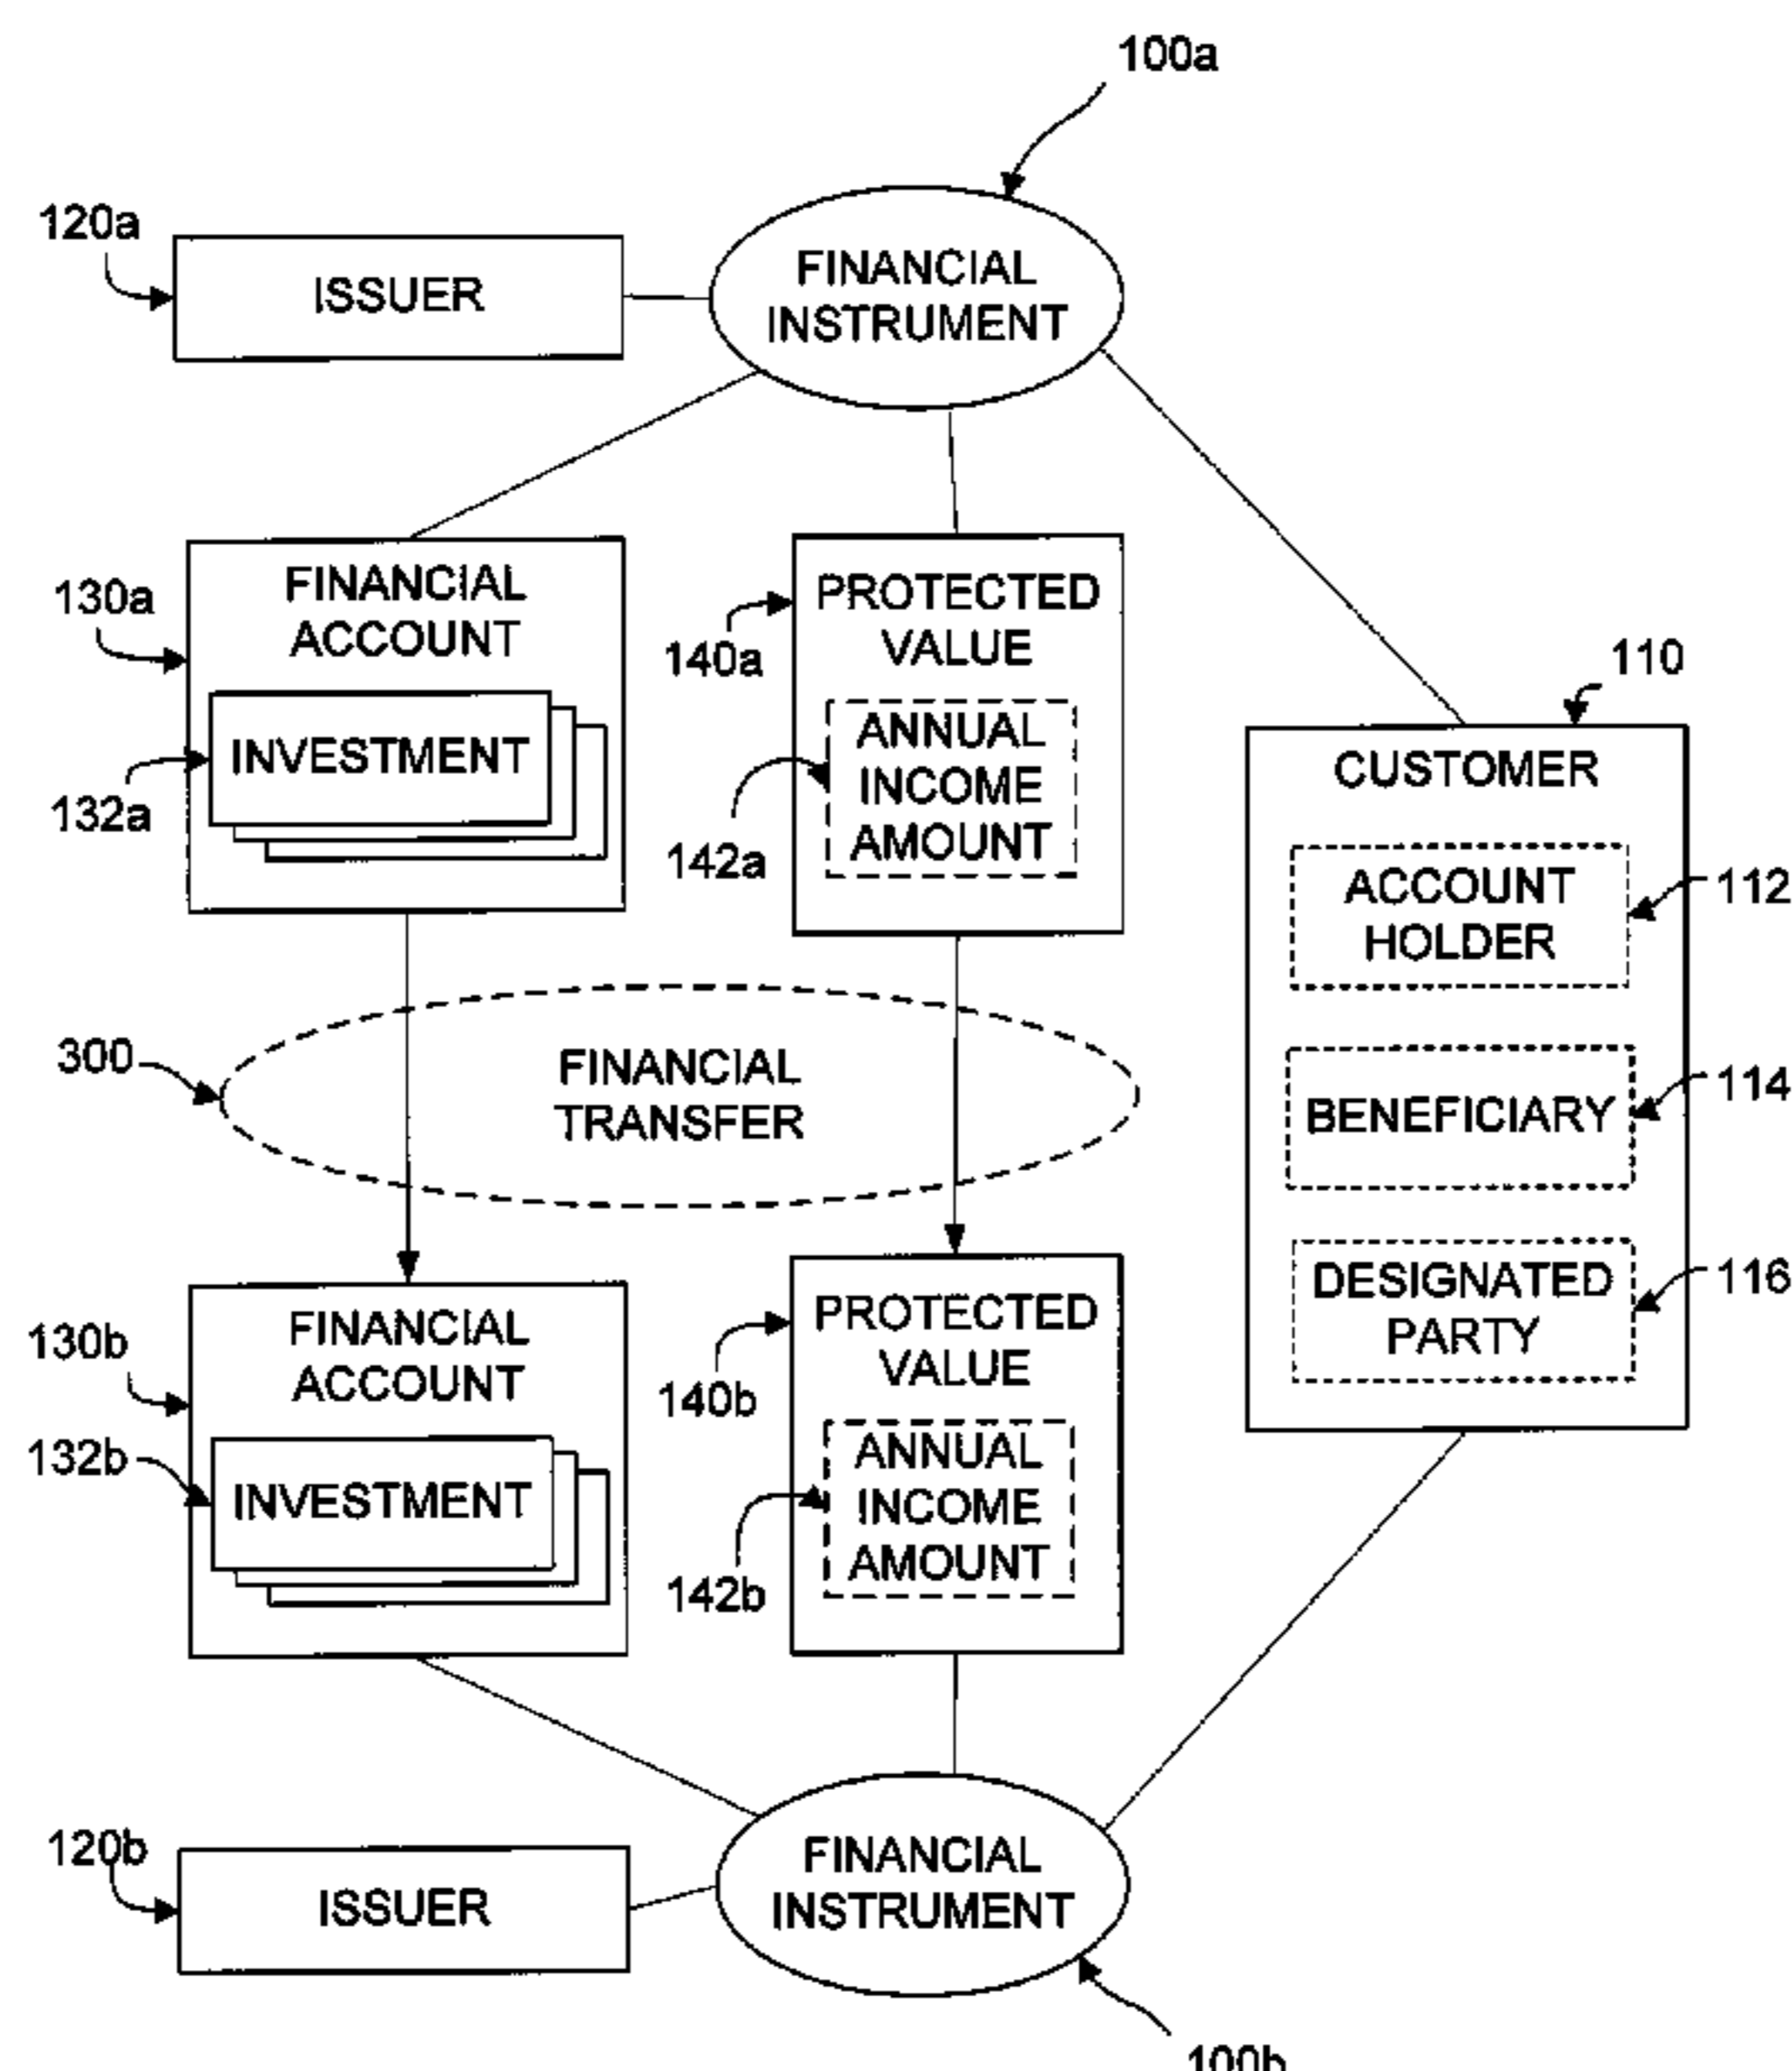 100a
120a
ISSUER
FINANCIAL
INSTRUMENT
130a
FINANCIAL
ACCOUNT
INVESTMENT
132a
140a
PROTECTED
VALUE
ANNUAL
INCOME
AMOUNT
142a
110
CUSTOMER
ACCOUNT
HOLDER
112
BENEFICIARY
114
DESIGNATED
PARTY
116
300
FINANCIAL
TRANSFER
130b
FINANCIAL
ACCOUNT
132b
INVESTMENT
140b
PROTECTED
VALUE
ANNUAL
INCOME
AMOUNT
142b
120b
ISSUER
FINANCIAL
INSTRUMENT
100b